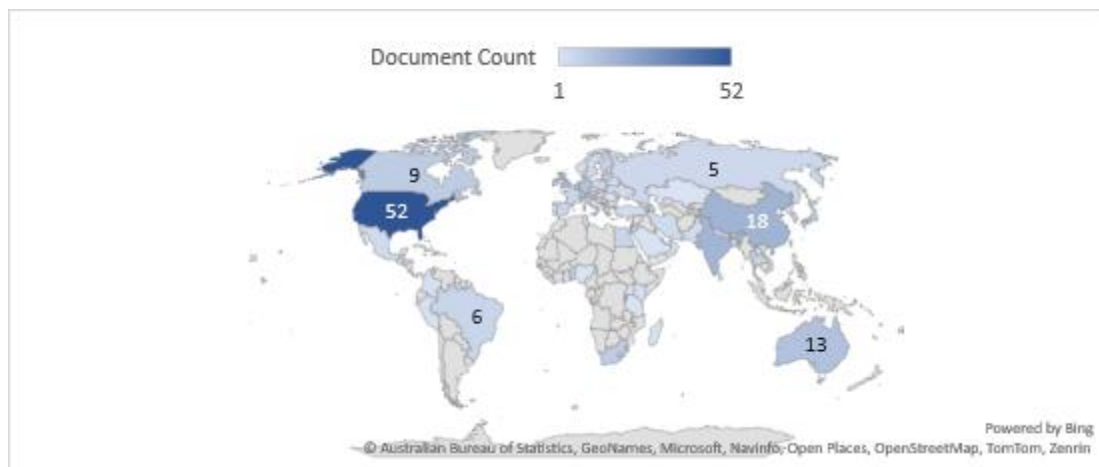 Document Count
1 52
5
9
52
18
6
13
Powered by Bing
© Australian Bureau of Statistics, GeoNames, Microsoft, Navinfo, Open Places, OpenStreetMap, TomTom, Zenrin